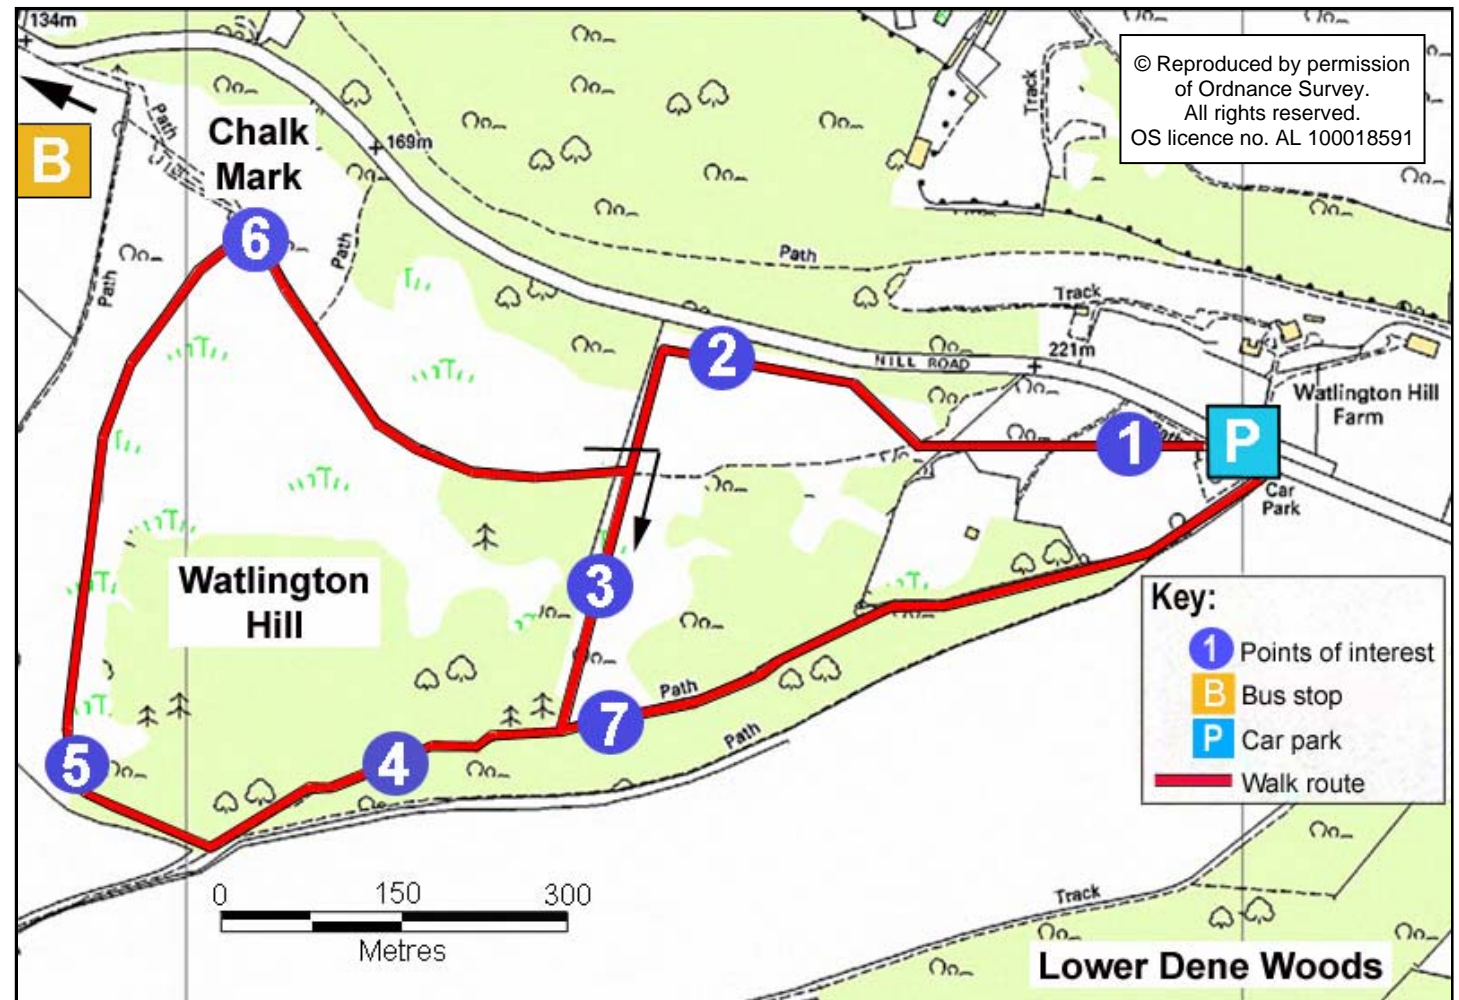 134m
© Reproduced by permission
of Ordnance Survey.
All rights reserved.
OS licence no. AL 100018591
Track
Path
Chalk
Mark
169m
B
6
Path
Path
Path
Track
2
HILL ROAD
221m
Watlington Hill
Farm
1
Path
P
Car
Park
3
Watlington
Hill
Key:
1 Points of interest
B Bus stop
P Car park
Walk route
Path
7
Path
5
4
0 150 300
Metres
Track
Lower Dene Woods